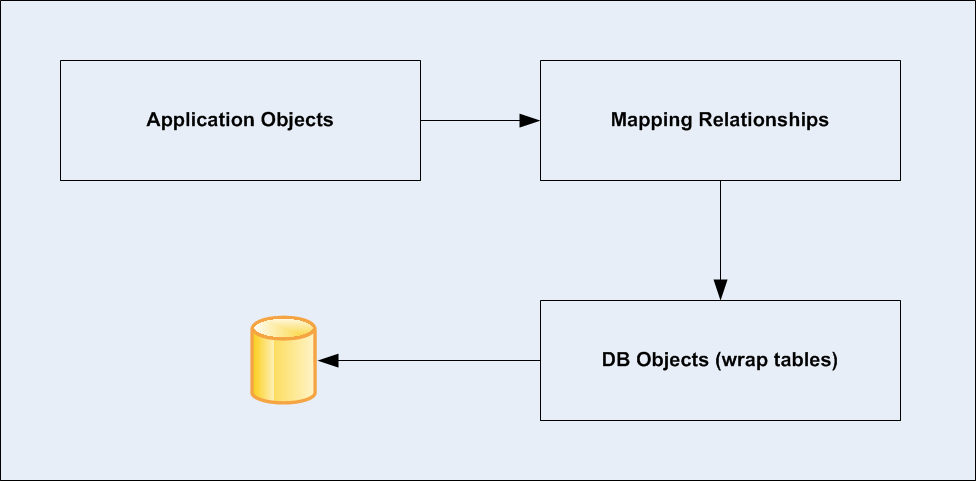 Application Objects
Mapping Relationships
DB Objects (wrap tables)